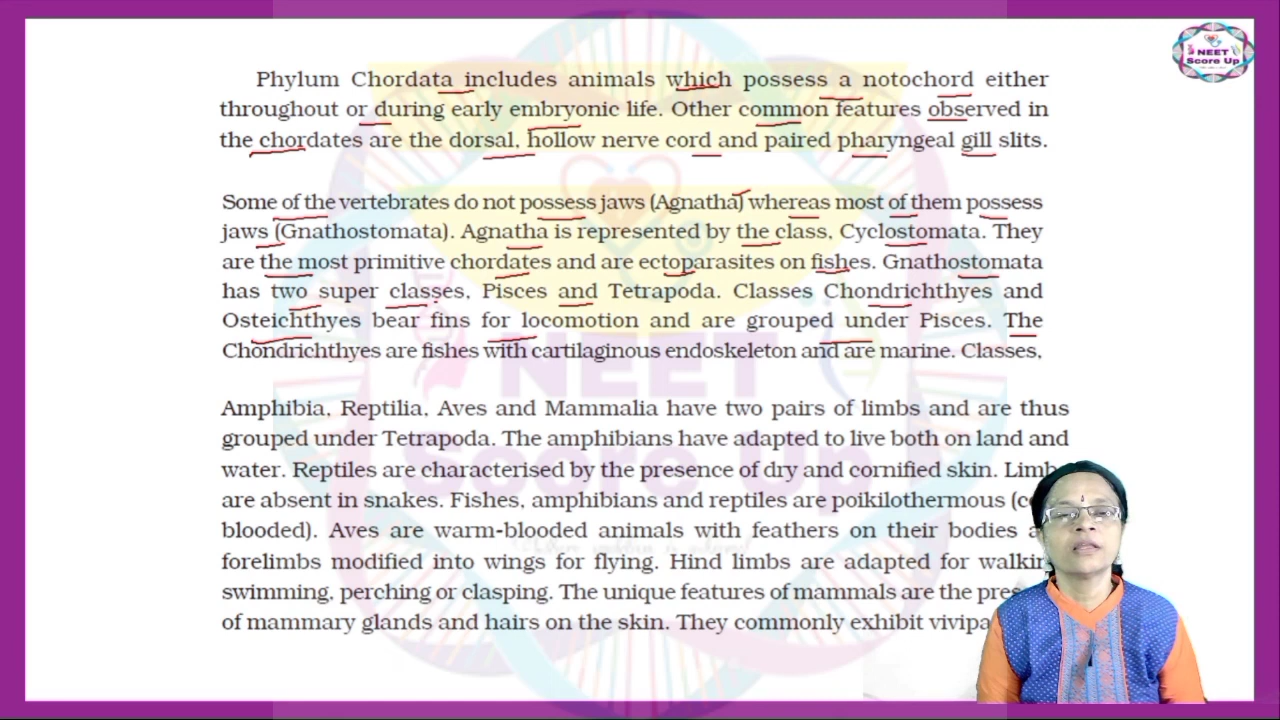 NEET
Score Up
Phylum Chordata includes animals which possess a notochord either
throughout or during early embryonic life. Other common features observed in
the chordates are the dorsal, hollow nerve cord and paired pharyngeal gill slits.
Some of the vertebrates do not possess jaws (Agnatha) whereas most of them possess
jaws (Gnathostomata). Agnatha is represented by the class, Cyclostomata. They
are the most primitive chordates and are ectoparasites on fishes. Gnathostomata
has two super classes, Pisces and Tetrapoda. Classes Chondrichthyes and
Osteichthyes bear fins for locomotion and are grouped under Pisces. The
Chondrichthyes are fishes with cartilaginous endoskeleton and are marine. Classes,
Amphibia, Reptilia, Aves and Mammalia have two pairs of limbs and are thus
grouped under Tetrapoda. The amphibians have adapted to live both on land and
water. Reptiles are characterised by the presence of dry and cornified skin. Limb
are absent in snakes. Fishes, amphibians and reptiles are poikilothermous
blooded). Aves are warm-blooded animals with feathers on their bodies
forelimbs modified into wings for flying. Hind limbs are adapted for
swimming, perching or clasping. The unique features of mammals are the
of mammary glands and hairs on the skin. They commonly exhibit
NEET
Score Up